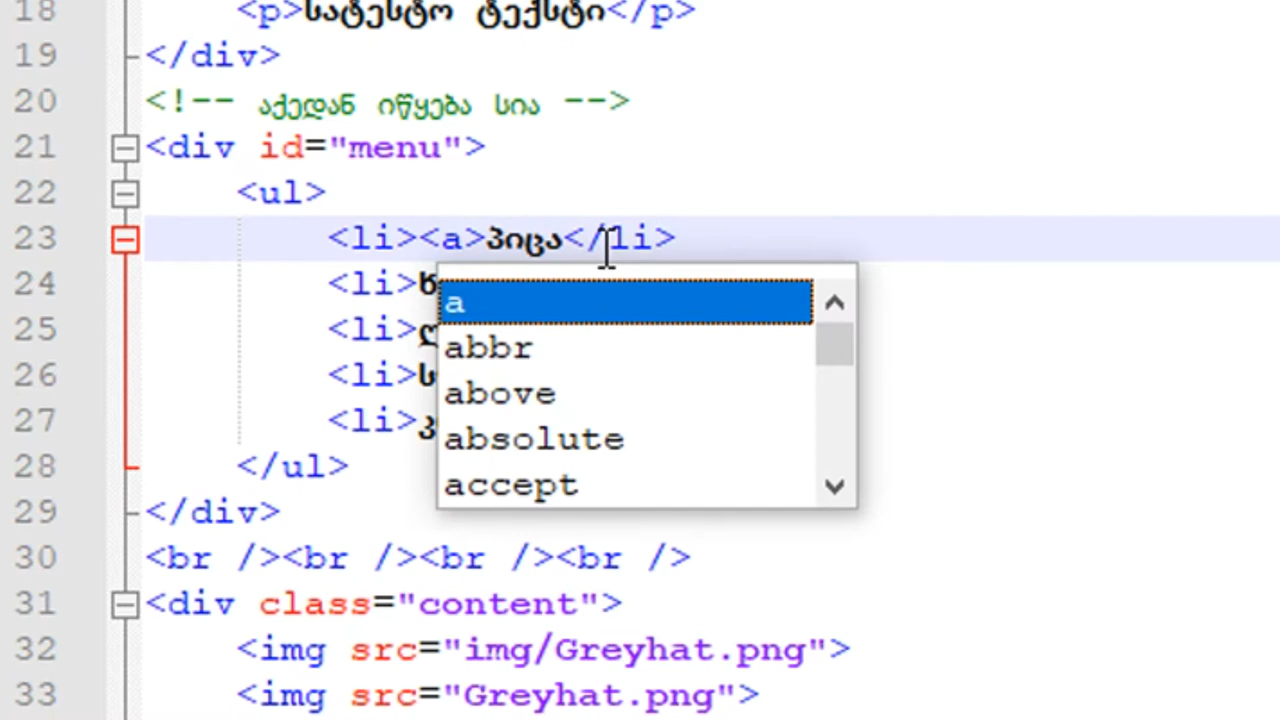 18 <p>სატესტო ტექსტი</p>
19 </div>
20 <!-- აქედან იწყება სია -->
21 <div id="menu">
22 <ul>
23 <li><a>პიცა</li>
24 <li>
25 <li>
26 <li>
27 <li>
a
abbr
above
absolute
accept
28 </ul>
29 </div>
30 <br /><br /><br /><br />
31 <div class="content">
32 <img src="img/Greyhat.png">
33 <img src="Greyhat.png">